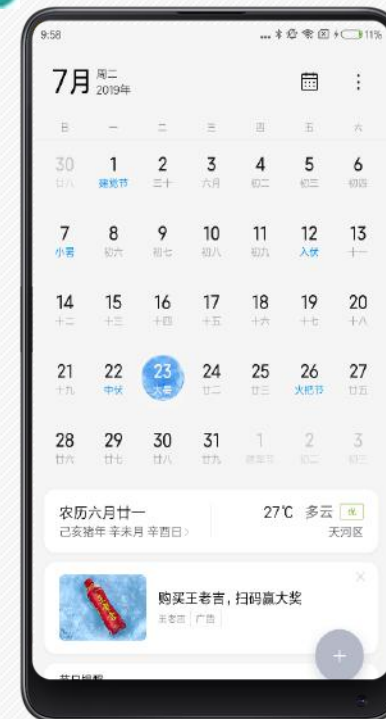 9:58
11%
7月 周二
2019年
日 一 二 三 四 五 六
30 1 2 3 4 5 6
廿八 建党节 三十 六月 初二 初三 初四
7 8 9 10 11 12 13
小暑 初六 初七 初八 初九 入伏 十一
14 15 16 17 18 19 20
十二 十三 十四 十五 十六 十七 十八
21 22 23 24 25 26 27
十九 中伏 大暑 廿二 廿三 火把节 廿五
28 29 30 31 1 2 3
廿六 廿七 廿八 廿九 建军节 初二 初三
农历六月廿一 27℃ 多云 优
己亥猪年 辛未月 辛酉日> 天河区
购买王老吉，扫码赢大奖
王老吉 广告